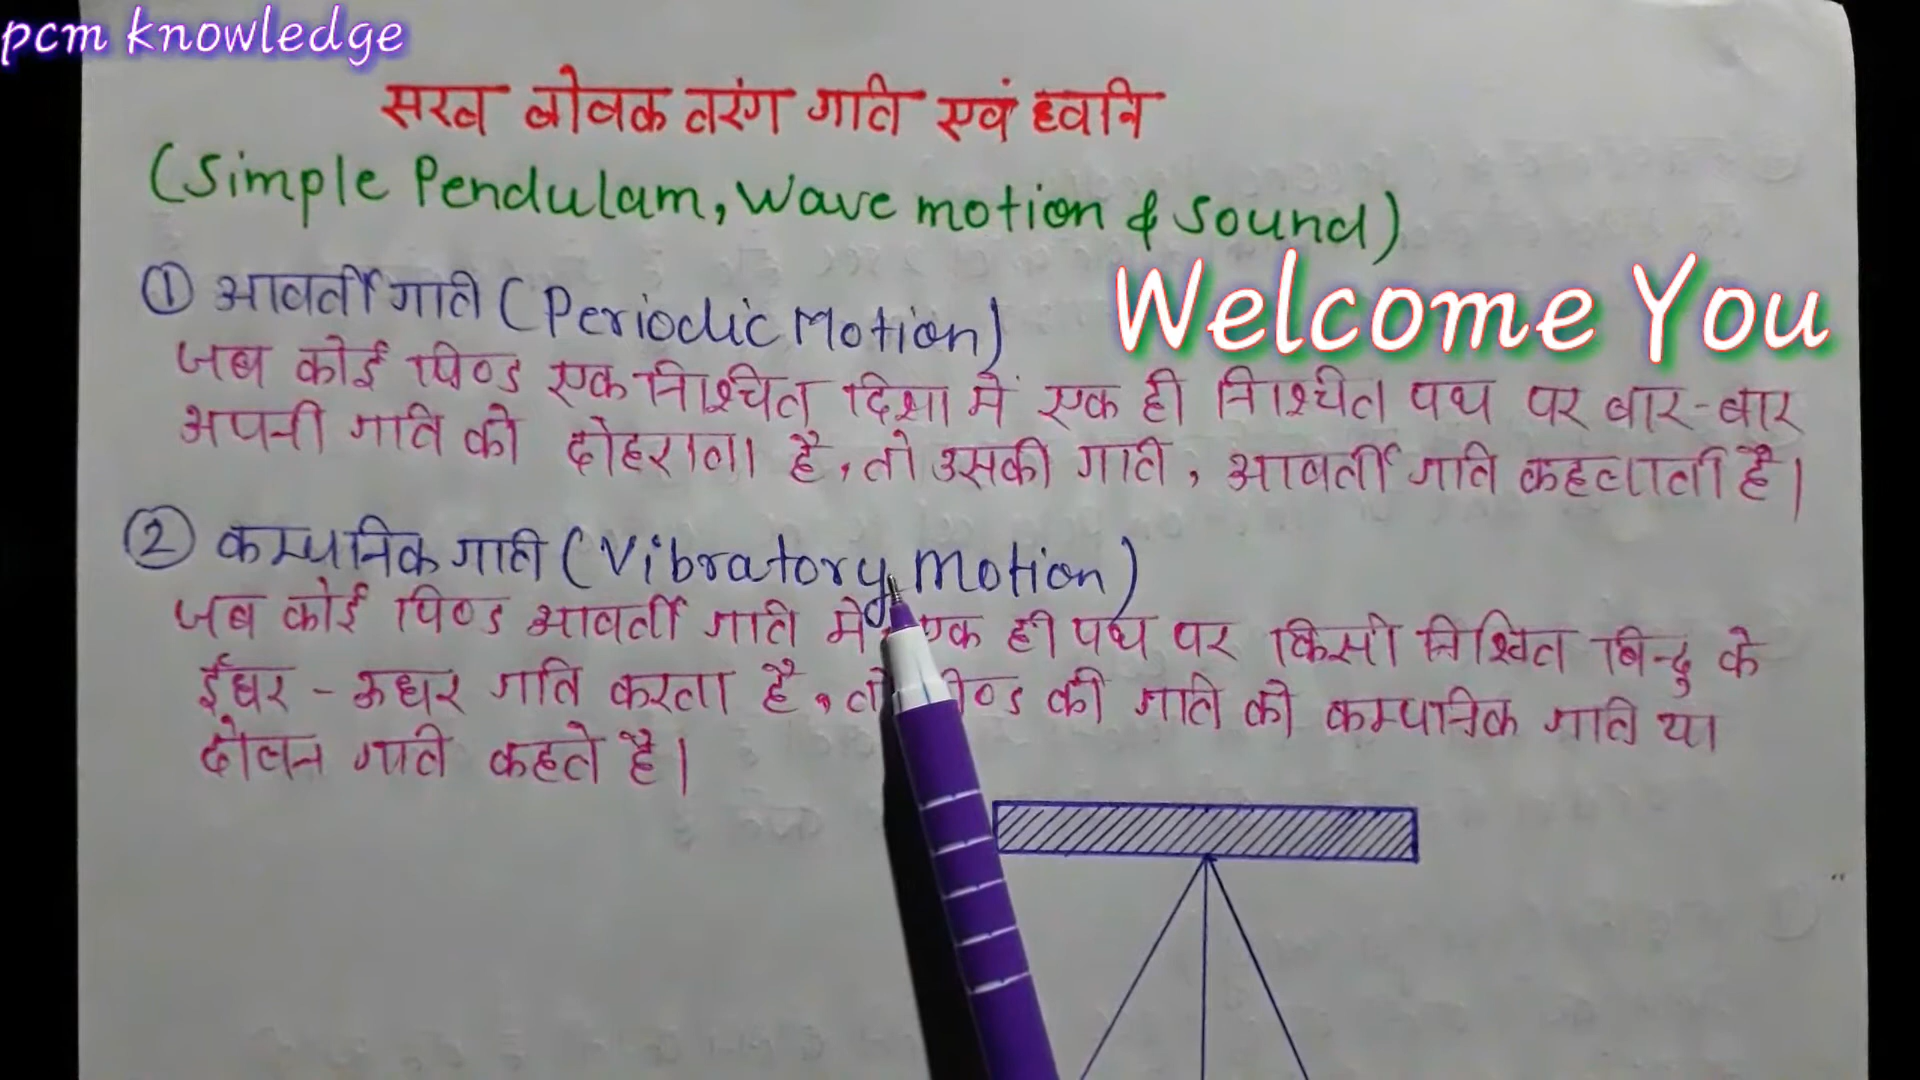 pcm knowledge
सरल लोलक तरंग गति एवं ध्वनि
(Simple Pendulam, Wave motion & Sound)
① आवर्ती गति (Periodic Motion)
Welcome You
जब कोई पिण्ड एक निश्चित दिशा में एक ही निश्चित पथ पर बार-बार
अपनी गति को दोहराता है, तो उसकी गति, आवर्ती गति कहलाती है।
② कम्पनिक गति (Vibratory Motion)
जब कोई पिण्ड आवर्ती गति मे एक ही पथ पर किसी निश्चित बिन्दु के
ईधर - ऊधर गति करता है, तो पीण्ड की गति को कम्पनिक गति या
दोलन गति कहते है।